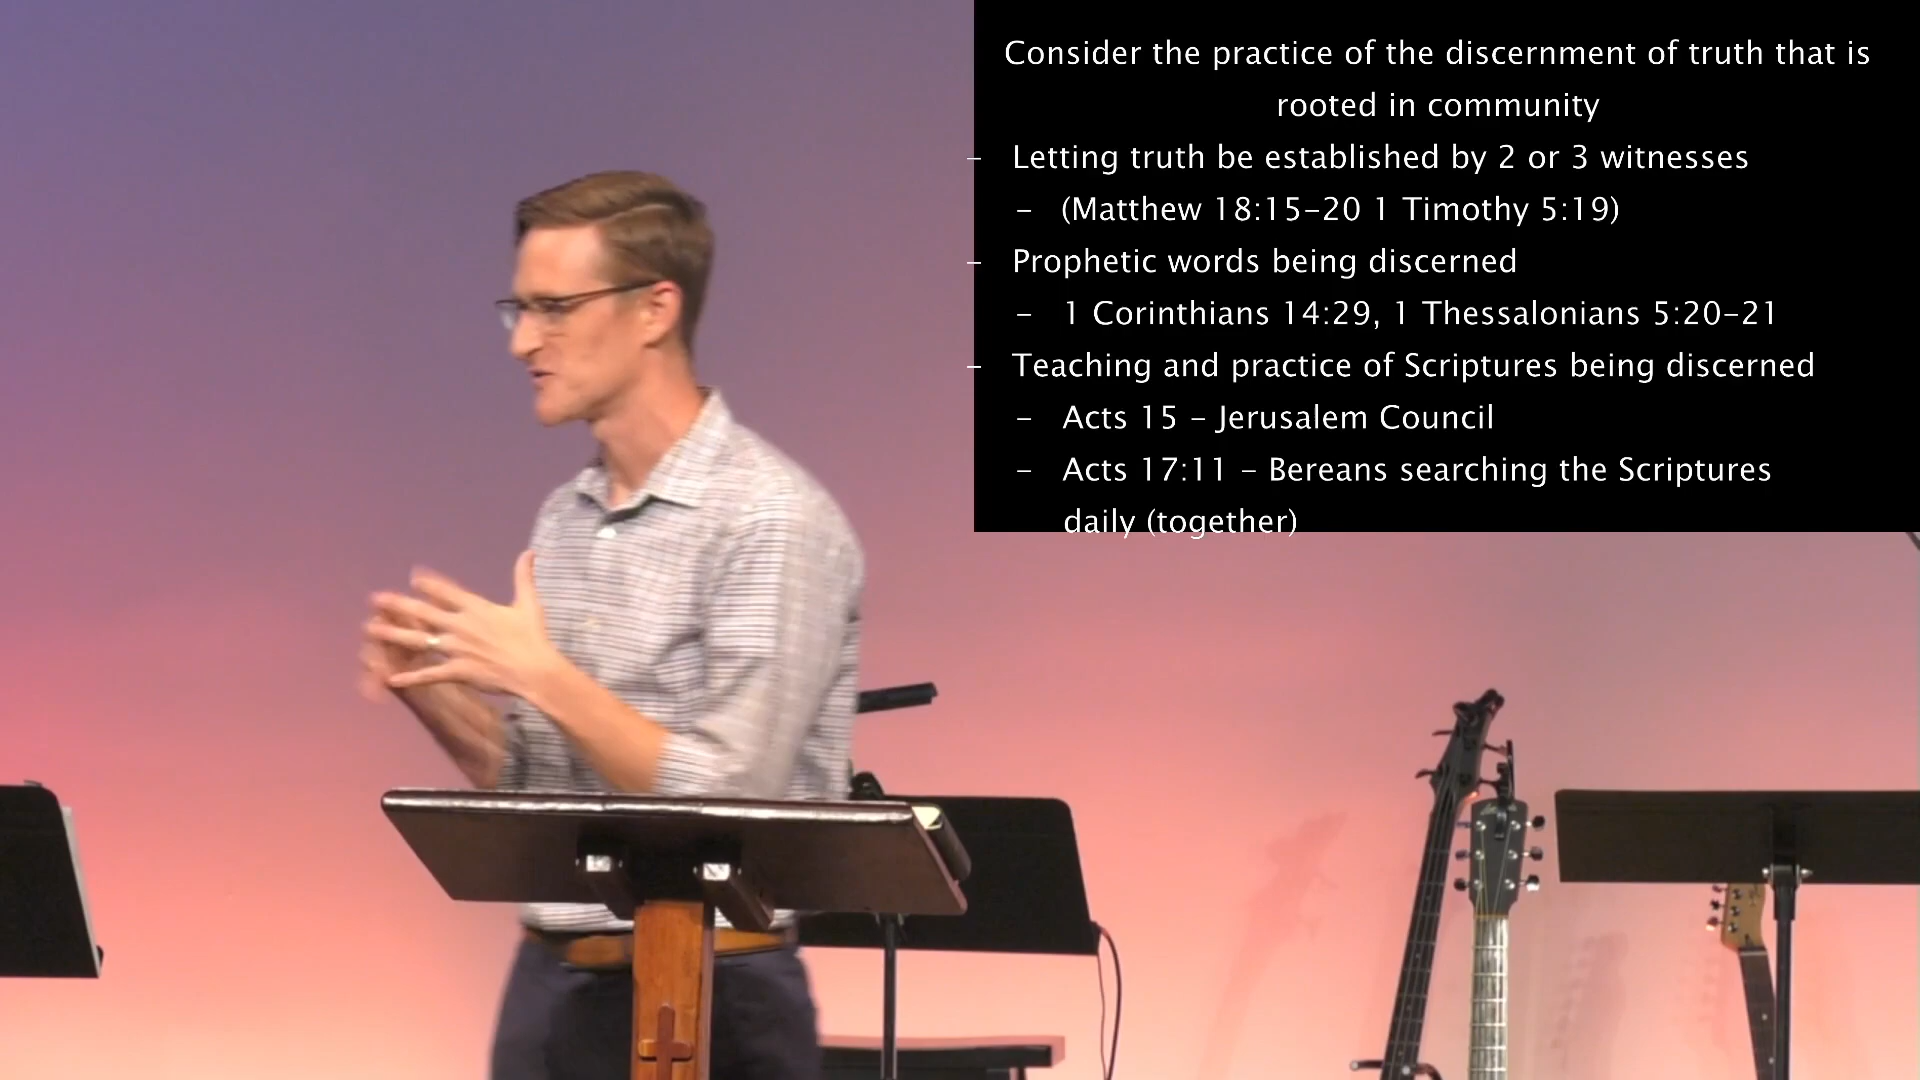 Consider the practice of the discernment of truth that is
rooted in community
– Letting truth be established by 2 or 3 witnesses
– (Matthew 18:15–20 1 Timothy 5:19)
– Prophetic words being discerned
– 1 Corinthians 14:29, 1 Thessalonians 5:20–21
– Teaching and practice of Scriptures being discerned
– Acts 15 – Jerusalem Council
– Acts 17:11 – Bereans searching the Scriptures
daily (together)